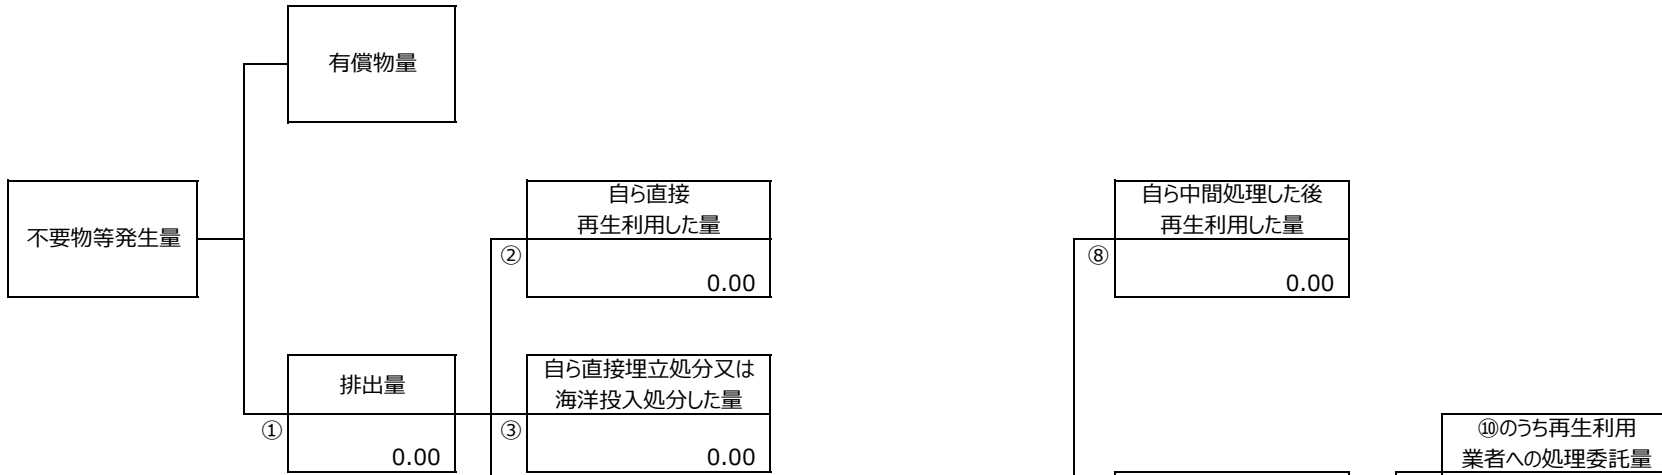 有償物量
不要物等発生量
自ら直接
再生利用した量
②
0.00
自ら中間処理した後
再生利用した量
⑧
0.00
排出量
①
0.00
自ら直接埋立処分又は
海洋投入処分した量
③
0.00
⑩のうち再生利用
業者への処理委託量